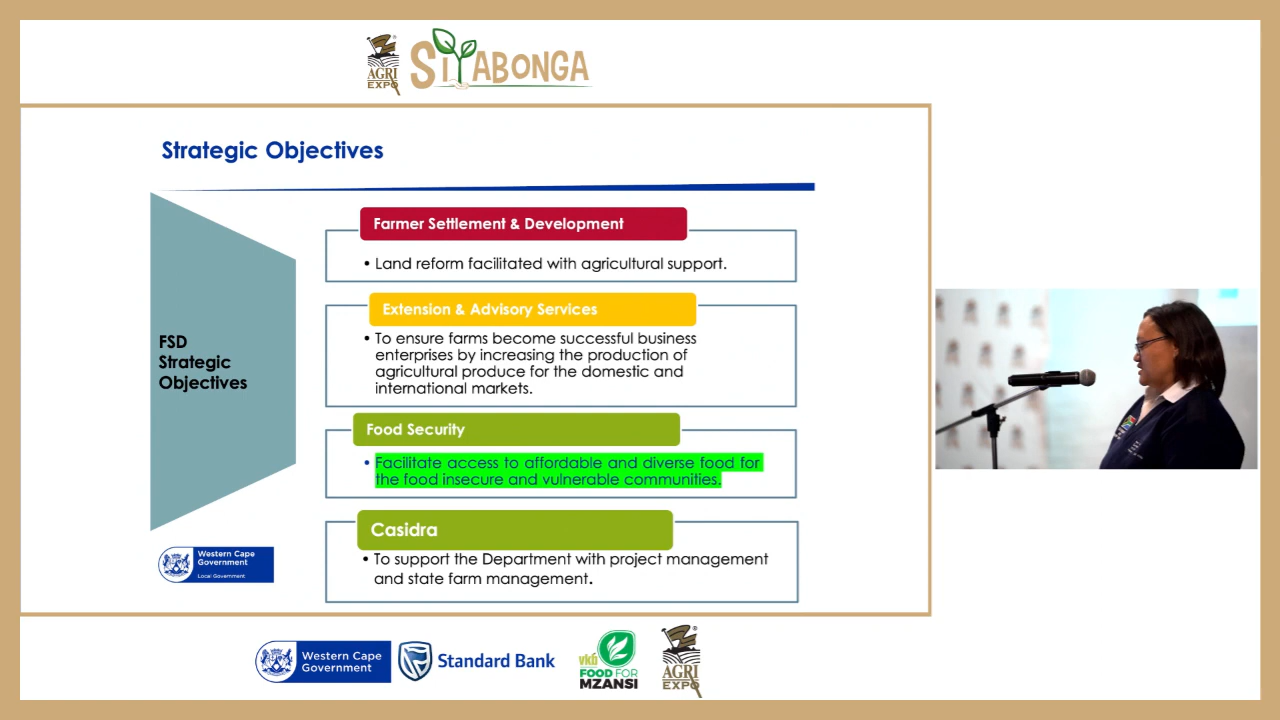 AGRI
EXPO
SIYABONGA
Strategic Objectives
FSD
Strategic
Objectives
Farmer Settlement & Development
• Land reform facilitated with agricultural support.
Extension & Advisory Services
• To ensure farms become successful business
enterprises by increasing the production of
agricultural produce for the domestic and
international markets.
Food Security
• Facilitate access to affordable and diverse food for
the food insecure and vulnerable communities.
Casidra
• To support the Department with project management
and state farm management.
Western Cape
Government
Local Government
Western Cape
Government
Standard Bank
vkb
FOOD FOR
MZANSI
AGRI
EXPO